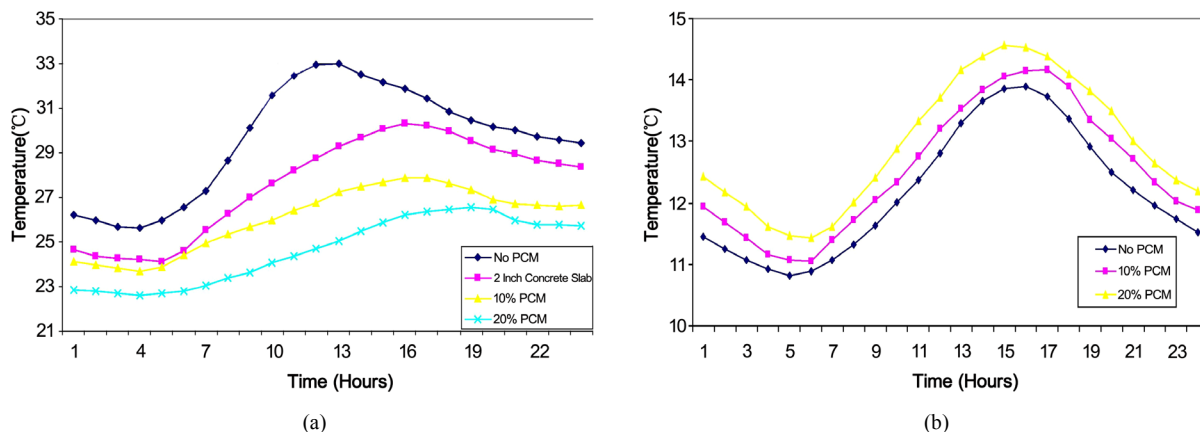 35
33
31
29
27
25
23
21
Temperature(℃)
No PCM
2 Inch Concrete Slab
10% PCM
20% PCM
1 4 7 10 13 16 19 22
Time (Hours)
(a)
15
14
13
12
11
10
Temperature(℃)
No PCM
10% PCM
20% PCM
1 3 5 7 9 11 13 15 17 19 21 23
Time (Hours)
(b)